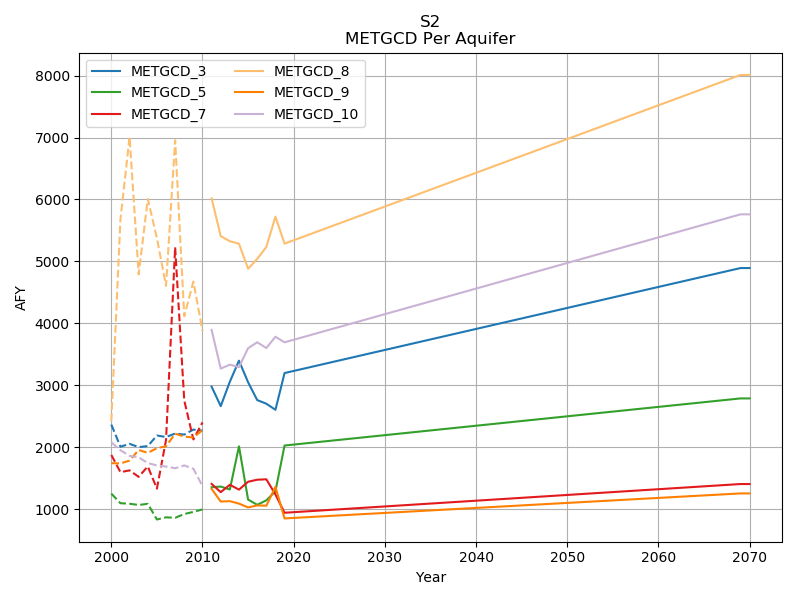 S2
METGCD Per Aquifer
METGCD_3
METGCD_5
METGCD_7
METGCD_8
METGCD_9
METGCD_10
8000
7000
6000
5000
4000
3000
2000
1000
AFY
2000 2010 2020 2030 2040 2050 2060 2070
Year